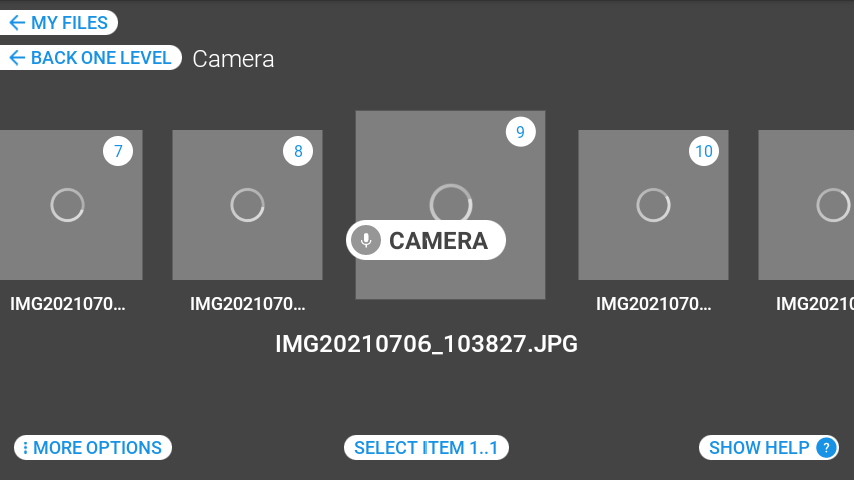 MY FILES
BACK ONE LEVEL
Camera
7
8
9
10
CAMERA
IMG2021070...
IMG2021070...
IMG2021070...
IMG20210
IMG20210706_103827.JPG
MORE OPTIONS
SELECT ITEM 1..1
SHOW HELP ?